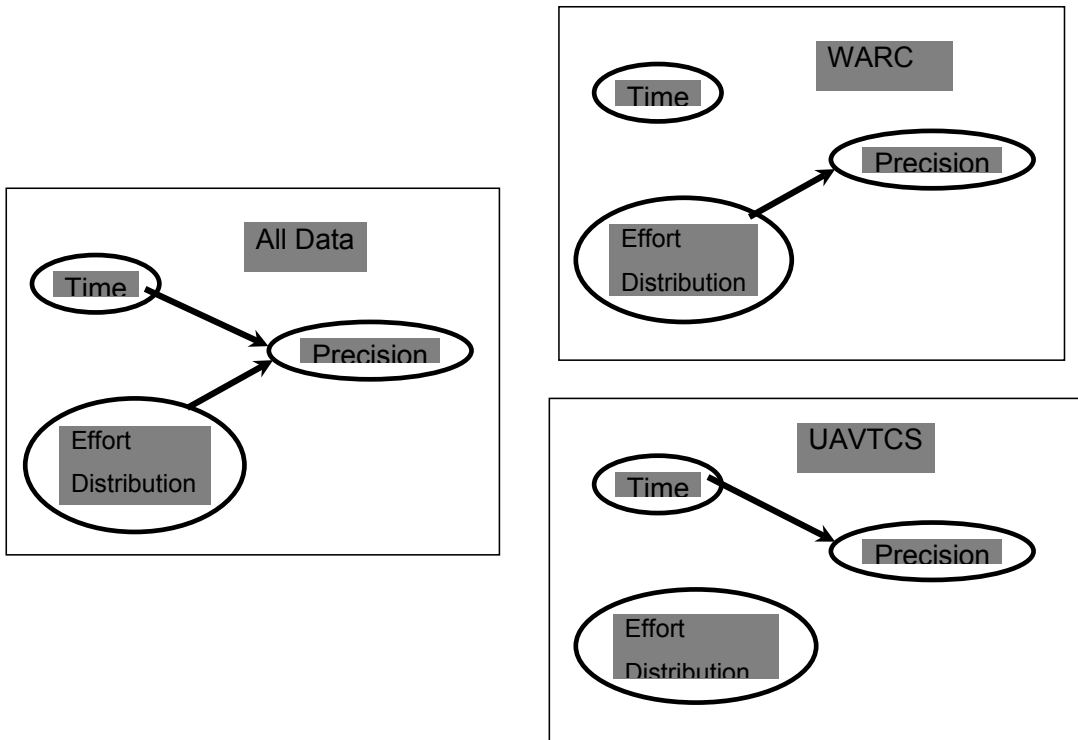 All Data
Time
Precision
Effort
Distribution
WARC
Time
Precision
Effort
Distribution
UAVTCS
Time
Precision
Effort
Distribution